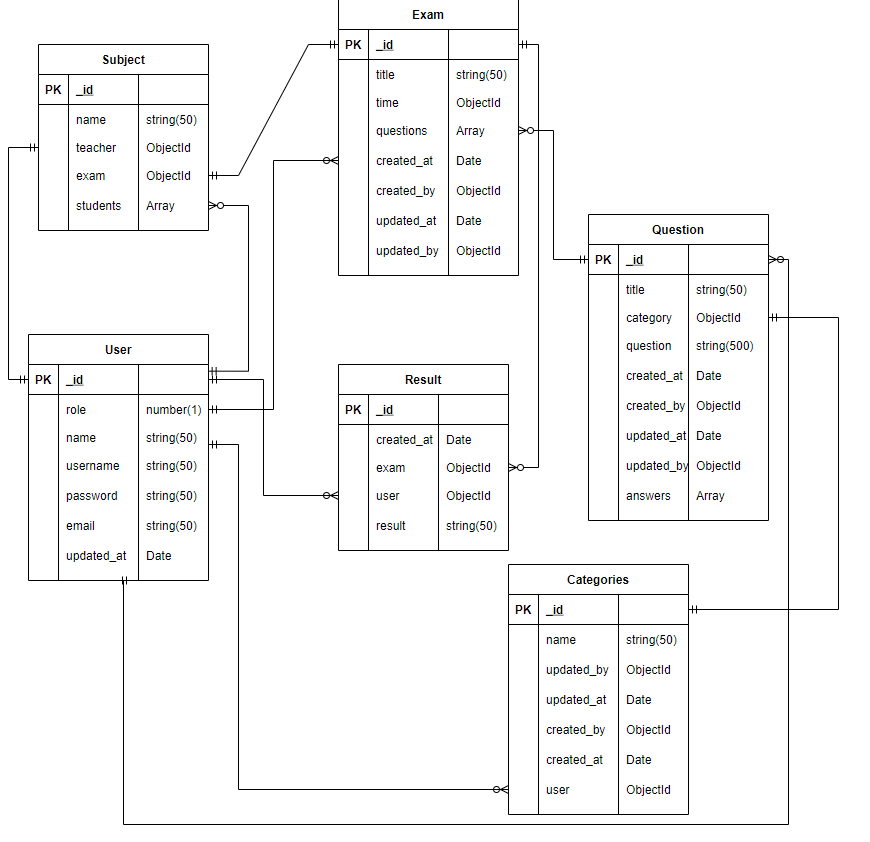 Exam
PK _id
title string(50)
time ObjectId
questions Array
created_at Date
created_by ObjectId
updated_at Date
updated_by ObjectId
Subject
PK _id
name string(50)
teacher ObjectId
exam ObjectId
students Array
Question
PK _id
title string(50)
category ObjectId
question string(500)
created_at Date
created_by ObjectId
updated_at Date
updated_by ObjectId
answers Array
User
PK _id
role number(1)
name string(50)
username string(50)
password string(50)
email string(50)
updated_at Date
Result
PK _id
created_at Date
exam ObjectId
user ObjectId
result string(50)
Categories
PK _id
name string(50)
updated_by ObjectId
updated_at Date
created_by ObjectId
created_at Date
user ObjectId